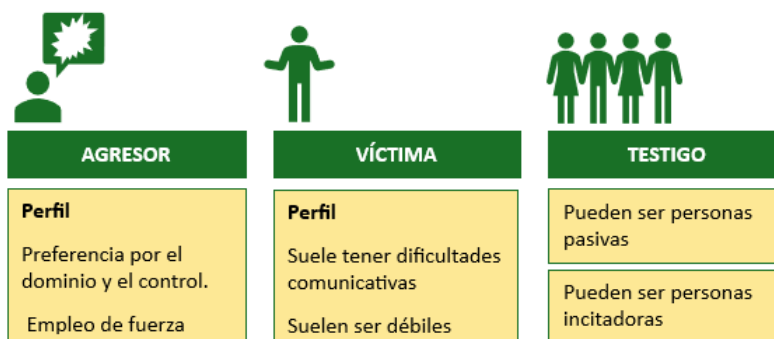 AGRESOR
Perfil
Preferencia por el
dominio y el control.
Empleo de fuerza
VÍCTIMA
Perfil
Suele tener dificultades
comunicativas
Suelen ser débiles
TESTIGO
Pueden ser personas
pasivas
Pueden ser personas
incitadoras